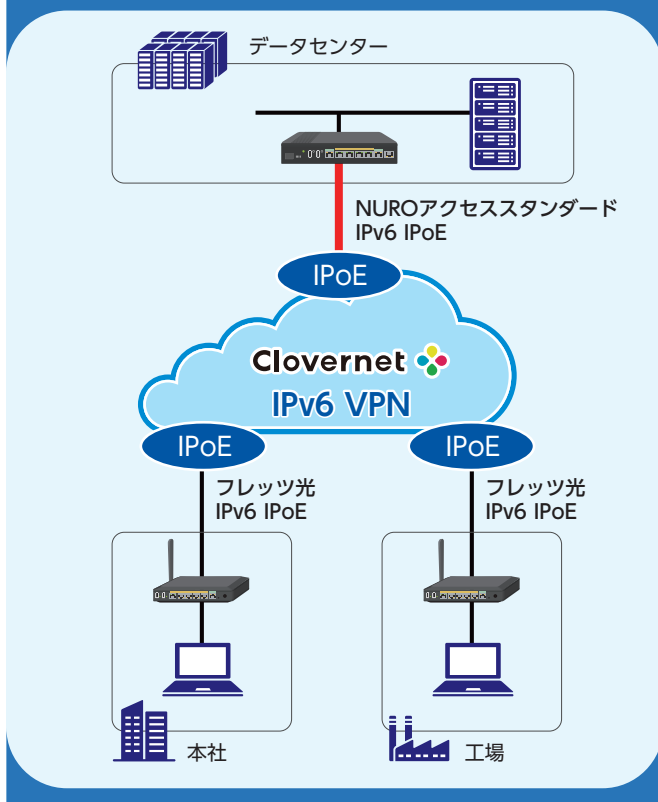 データセンター
NUROアクセススタンダード
IPv6 IPoE
IPoE
Clovernet
IPv6 VPN
IPoE
IPoE
フレッツ光
IPv6 IPoE
フレッツ光
IPv6 IPoE
本社
工場